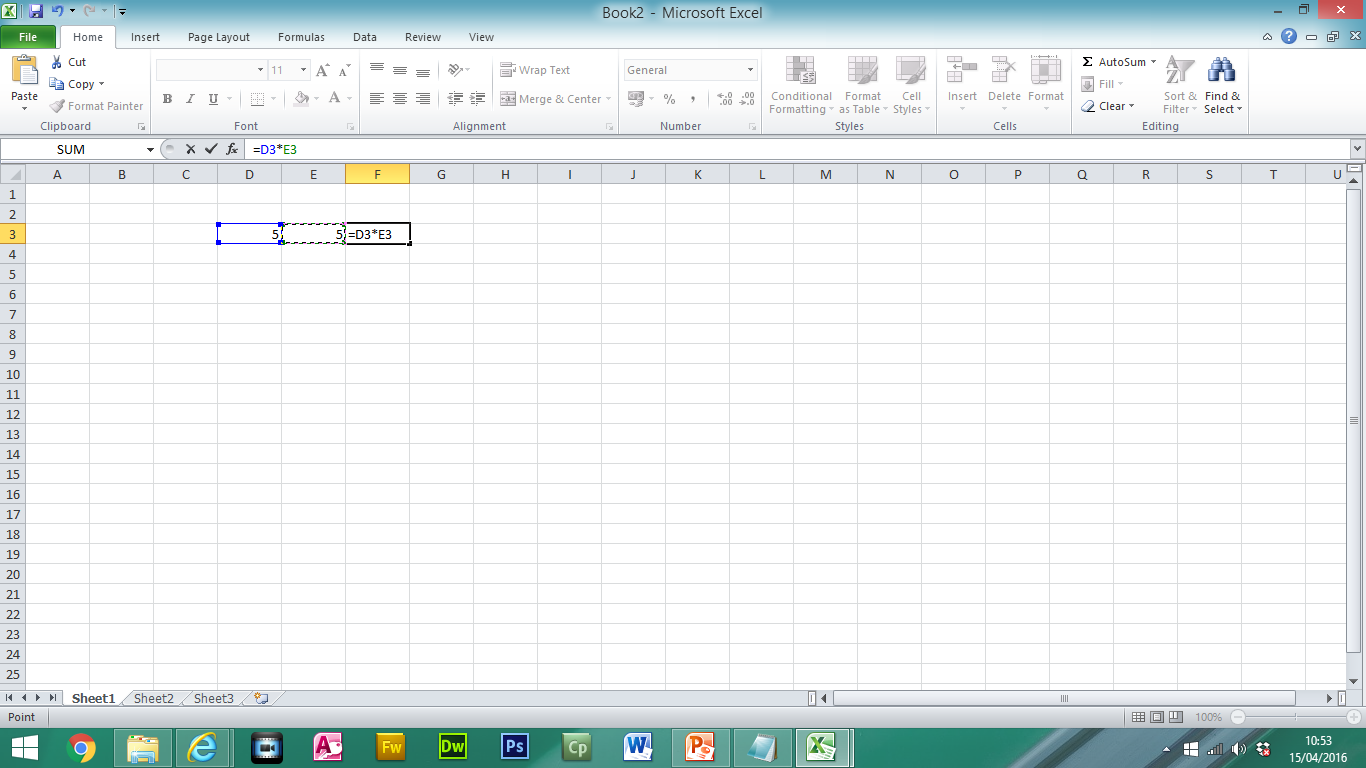 Book2 - Microsoft Excel
File Home Insert Page Layout Formulas Data Review View
Paste
Cut
Copy
Format Painter
Clipboard
11
A A
B I U A
Font
Wrap Text
Merge & Center
Alignment
General
% ,
.0 .00
.00 .0
Number
Conditional Formatting
Format as Table
Cell Styles
Styles
Insert Delete Format
Cells
Σ AutoSum
Fill
Clear
Sort & Filter
Find & Select
Editing
SUM fx =D3*E3
A B C D E F G H I J K L M N O P Q R S T U
1
2
3 5 5 =D3*E3
4
5
6
7
8
9
10
11
12
13
14
15
16
17
18
19
20
21
22
23
24
25
Sheet1 Sheet2 Sheet3
Point 100%
A Fw Dw Ps Cp W P X
10:53
15/04/2016